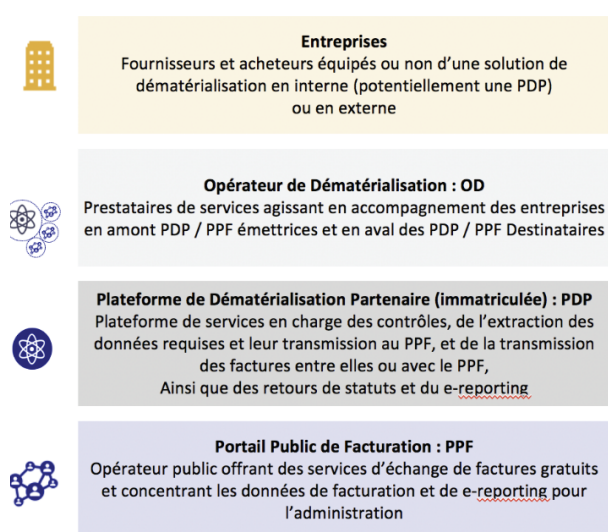 Entreprises
Fournisseurs et acheteurs équipés ou non d'une solution de
dématérialisation en interne (potentiellement une PDP)
ou en externe
Opérateur de Dématérialisation : OD
Prestataires de services agissant en accompagnement des entreprises
en amont PDP / PPF émettrices et en aval des PDP / PPF Destinataires
Plateforme de Dématérialisation Partenaire (immatriculée) : PDP
Plateforme de services en charge des contrôles, de l'extraction des
données requises et leur transmission au PPF, et de la transmission
des factures entre elles ou avec le PPF,
Ainsi que des retours de statuts et du e-reporting
Portail Public de Facturation : PPF
Opérateur public offrant des services d'échange de factures gratuits
et concentrant les données de facturation et de e-reporting pour
l'administration